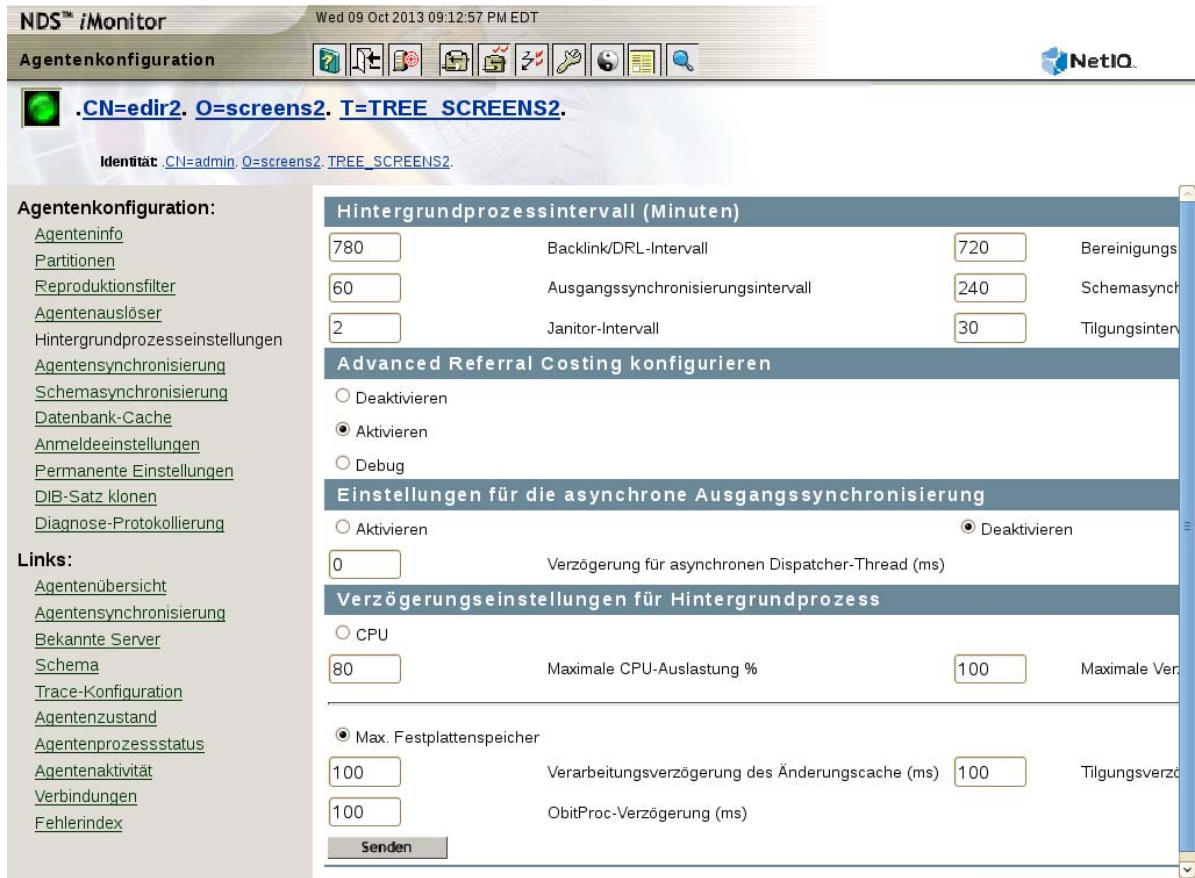 NDS™ iMonitor
Wed 09 Oct 2013 09:12:57 PM EDT
Agentenkonfiguration
NetIQ
.CN=edir2. O=screens2. T=TREE_SCREENS2.
Identität: .CN=admin. O=screens2. TREE_SCREENS2.
Agentenkonfiguration:
Agenteninfo
Partitionen
Reproduktionsfilter
Agentenauslöser
Hintergrundprozesseinstellungen
Agentensynchronisierung
Schemasynchronisierung
Datenbank-Cache
Anmeldeeinstellungen
Permanente Einstellungen
DIB-Satz klonen
Diagnose-Protokollierung
Links:
Agentenübersicht
Agentensynchronisierung
Bekannte Server
Schema
Trace-Konfiguration
Agentenzustand
Agentenprozessstatus
Agentenaktivität
Verbindungen
Fehlerindex
Hintergrundprozessintervall (Minuten)
780 Backlink/DRL-Intervall 720 Bereinigungs
60 Ausgangssynchronisierungsintervall 240 Schemasynch
2 Janitor-Intervall 30 Tilgungsinterv
Advanced Referral Costing konfigurieren
Deaktivieren
Aktivieren
Debug
Einstellungen für die asynchrone Ausgangssynchronisierung
Aktivieren Deaktivieren
0 Verzögerung für asynchronen Dispatcher-Thread (ms)
Verzögerungseinstellungen für Hintergrundprozess
CPU
80 Maximale CPU-Auslastung % 100 Maximale Ver
Max. Festplattenspeicher
100 Verarbeitungsverzögerung des Änderungscache (ms) 100 Tilgungsverzö
100 ObitProc-Verzögerung (ms)
Senden